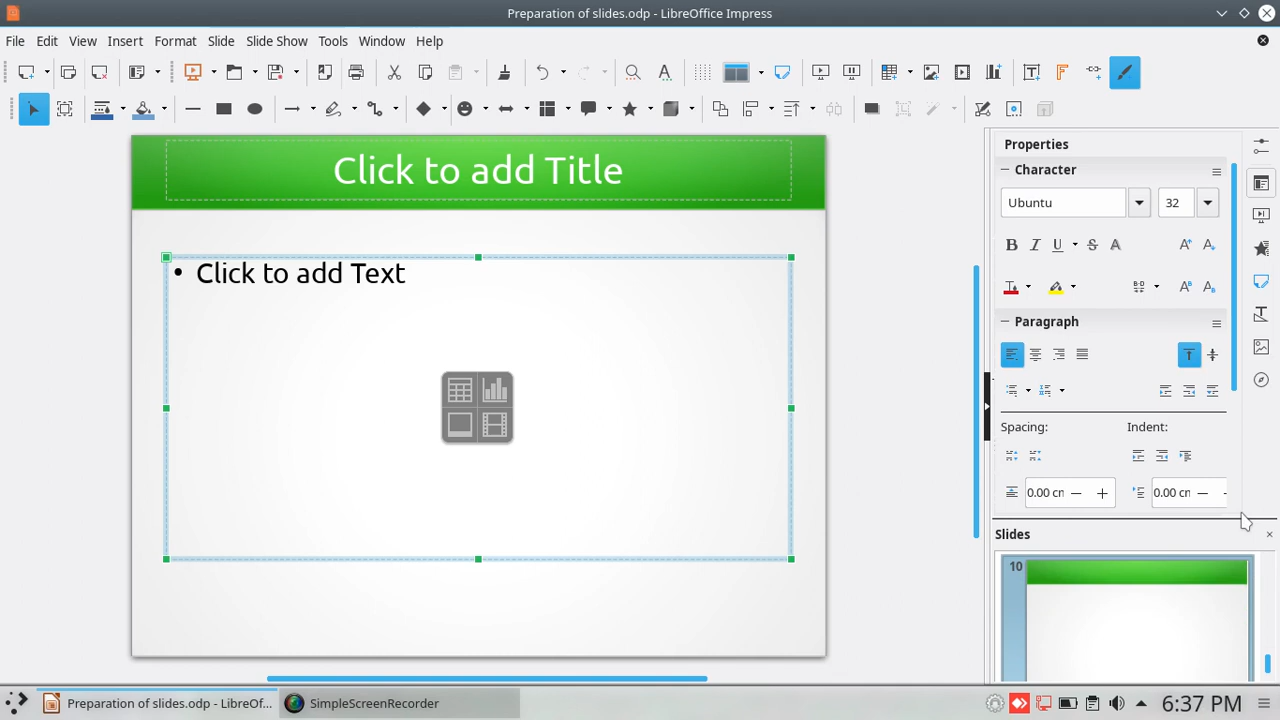 Preparation of slides.odp - LibreOffice Impress
File Edit View Insert Format Slide Slide Show Tools Window Help
Click to add Title
• Click to add Text
Properties
Character
Ubuntu 32
Paragraph
Spacing: Indent:
0.00 cm 0.00 cm
Slides
10
Preparation of slides.odp - LibreOf... SimpleScreenRecorder 6:37 PM